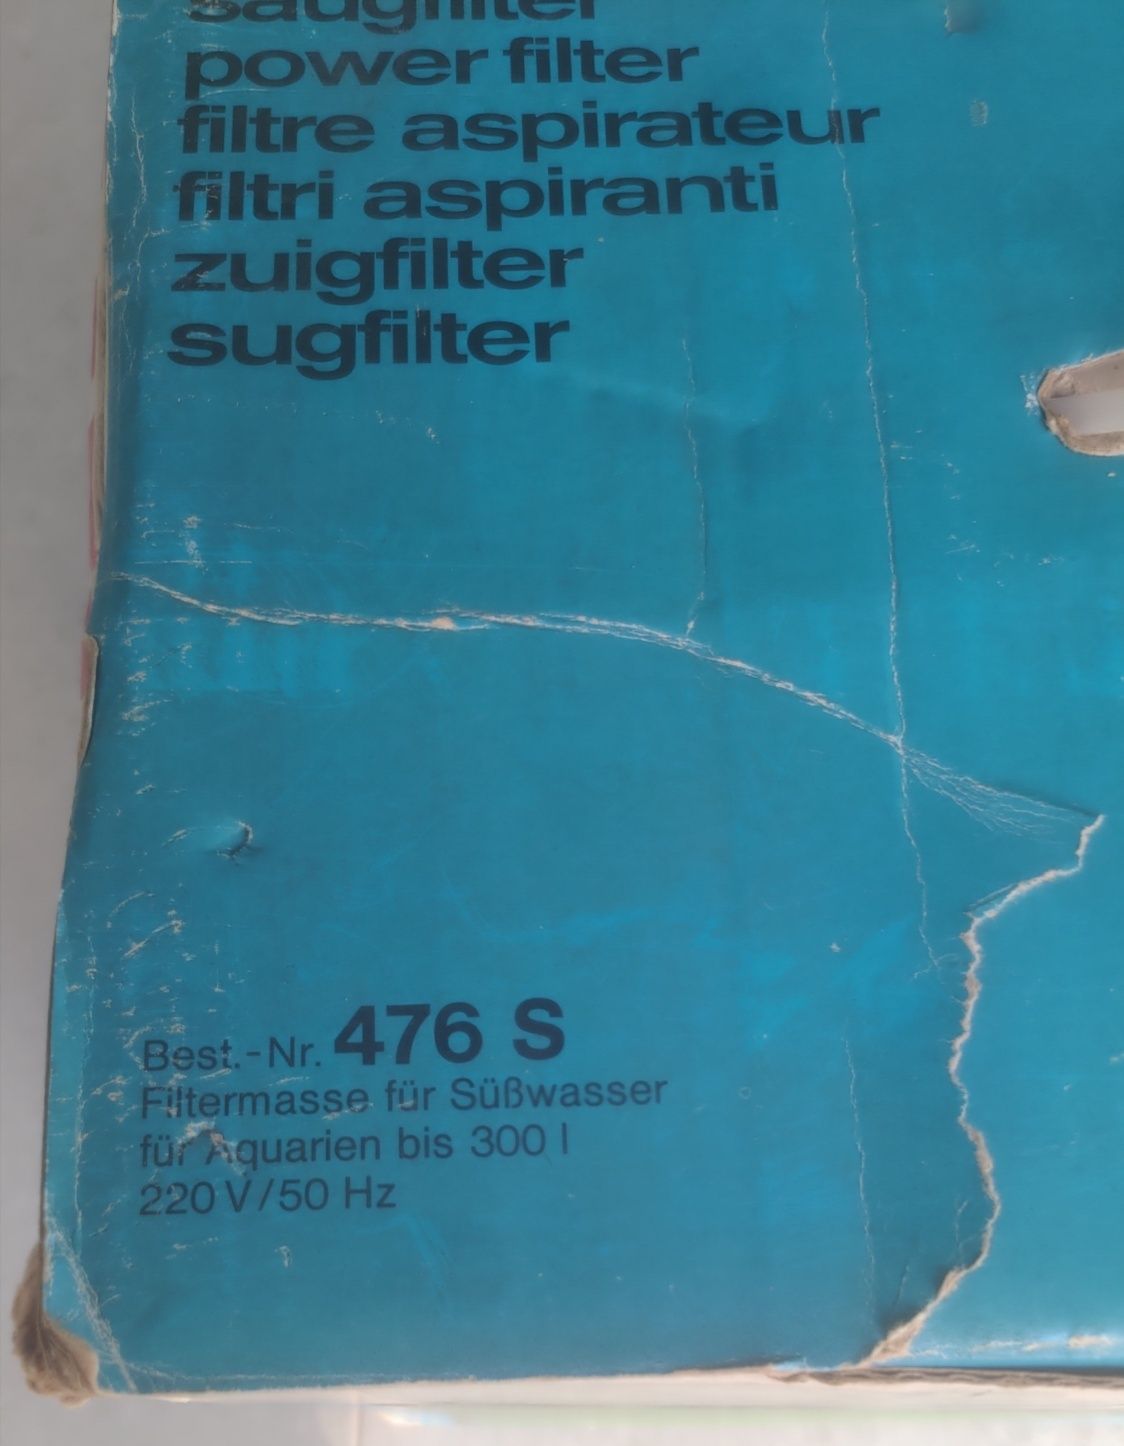 saugfilter
power filter
filtre aspirateur
filtri aspiranti
zuigfilter
sugfilter
Best.-Nr. 476 S
Filtermasse für Süßwasser
für Aquarien bis 300 l
220 V/50 Hz